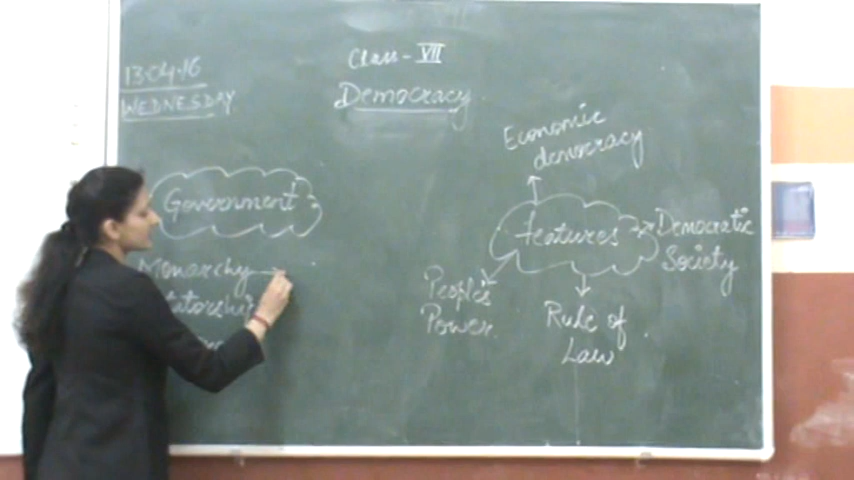 Class - VII
13.04.16
WEDNESDAY
Democracy
Government
Monarchy
Economic
democracy
features
Democratic
Society
People's
Power.
Rule of
Law